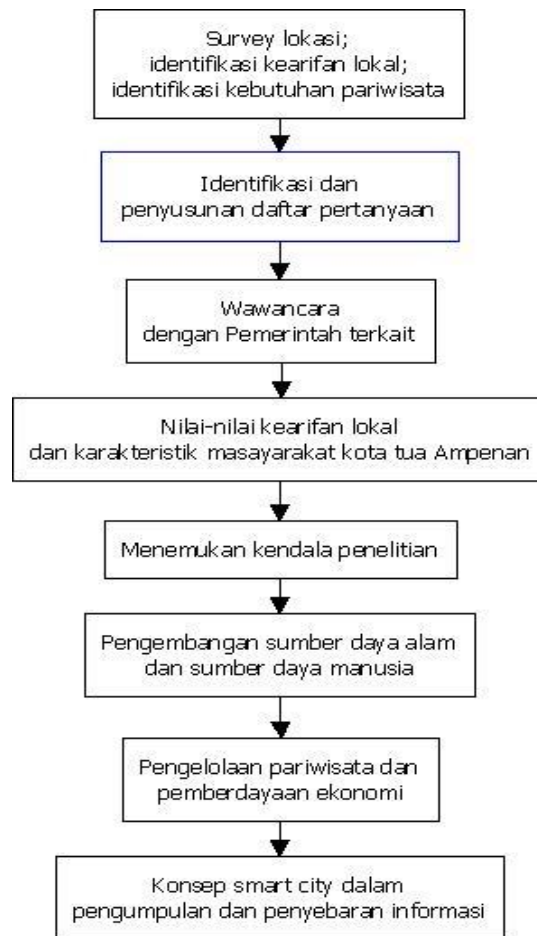 Survey lokasi;
identifikasi kearifan lokal;
identifikasi kebutuhan pariwisata
Identifikasi dan
penyusunan daftar pertanyaan
Wawancara
dengan Pemerintah terkait
Nilai-nilai kearifan lokal
dan karakteristik masayarakat kota tua Ampenan
Menemukan kendala penelitian
Pengembangan sumber daya alam
dan sumber daya manusia
Pengelolaan pariwisata dan
pemberdayaan ekonomi
Konsep smart city dalam
pengumpulan dan penyebaran informasi